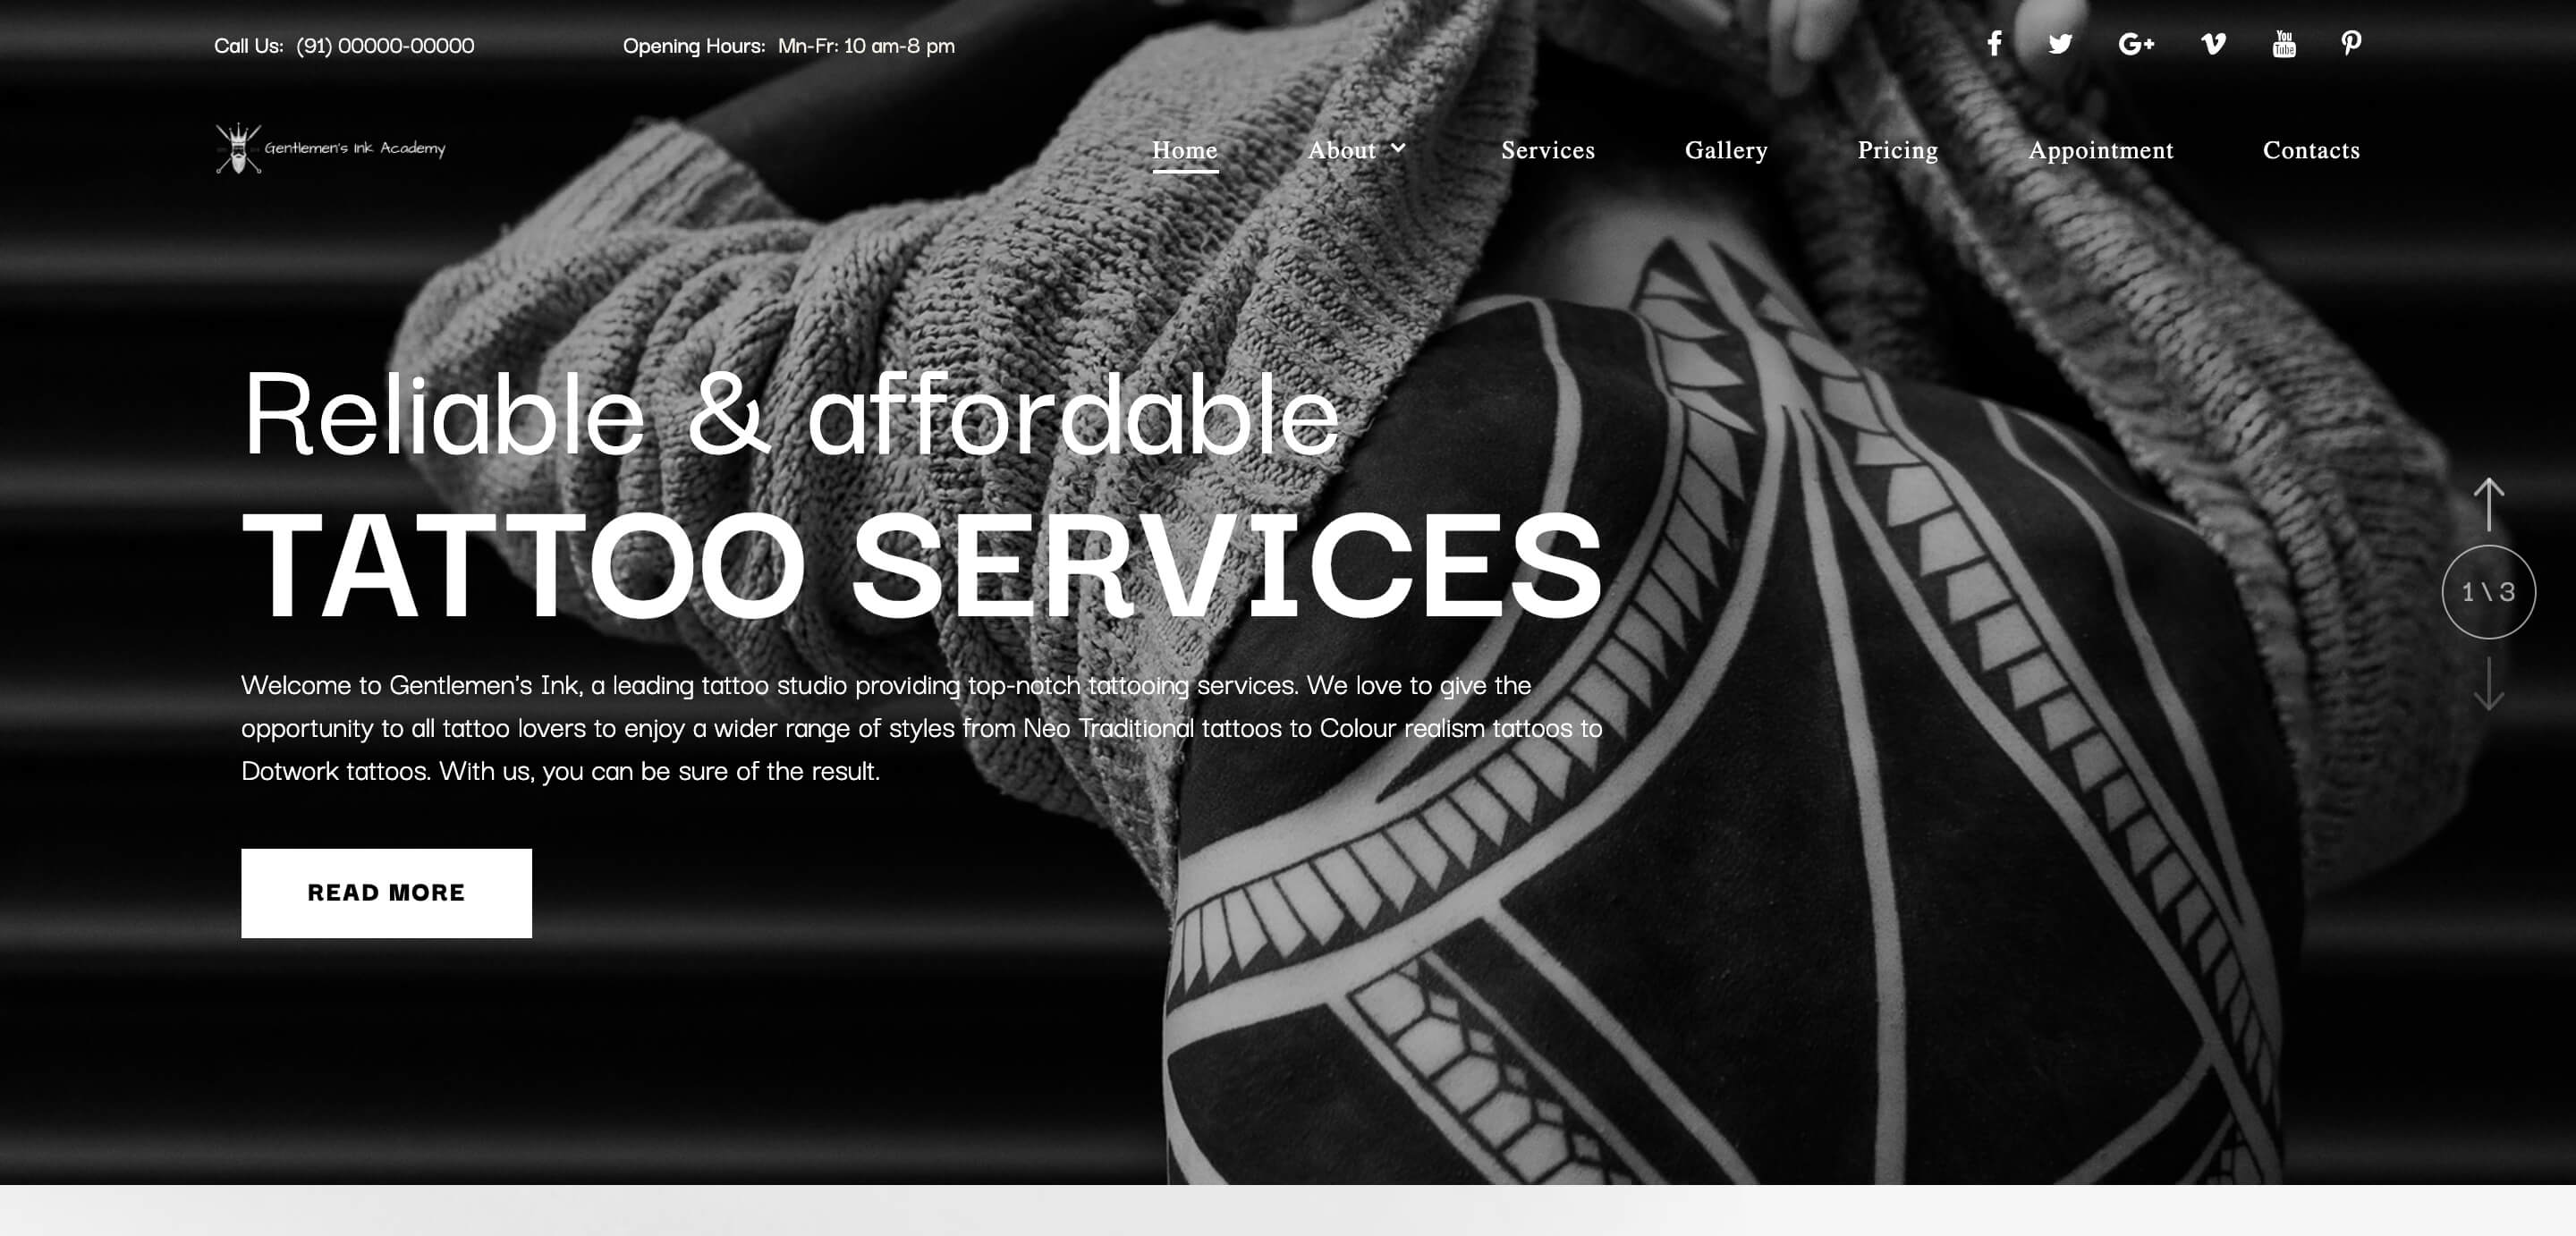 Call Us: (91) 00000-00000
Opening Hours: Mn-Fr: 10 am-8 pm
Gentlemen's Ink Academy
Home
About
Services
Gallery
Pricing
Appointment
Contacts
Reliable & affordable
TATTOO SERVICES
Welcome to Gentlemen's Ink, a leading tattoo studio providing top-notch tattooing services. We love to give the
opportunity to all tattoo lovers to enjoy a wider range of styles from Neo Traditional tattoos to Colour realism tattoos to
Dotwork tattoos. With us, you can be sure of the result.
1 \ 3
READ MORE